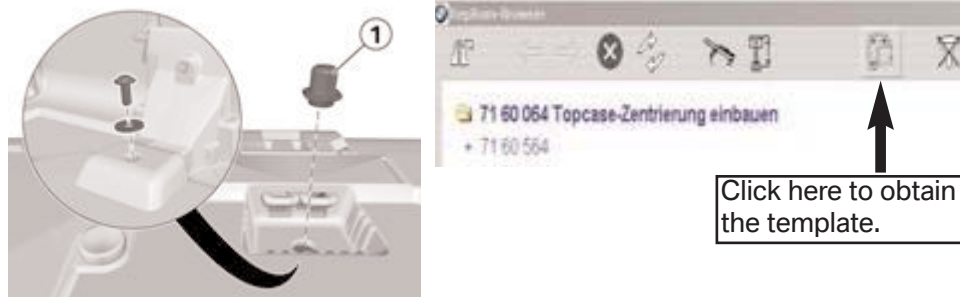 1
71 60 064 Topcase-Zentrierung einbauen
+ 71 60 564
Click here to obtain
the template.